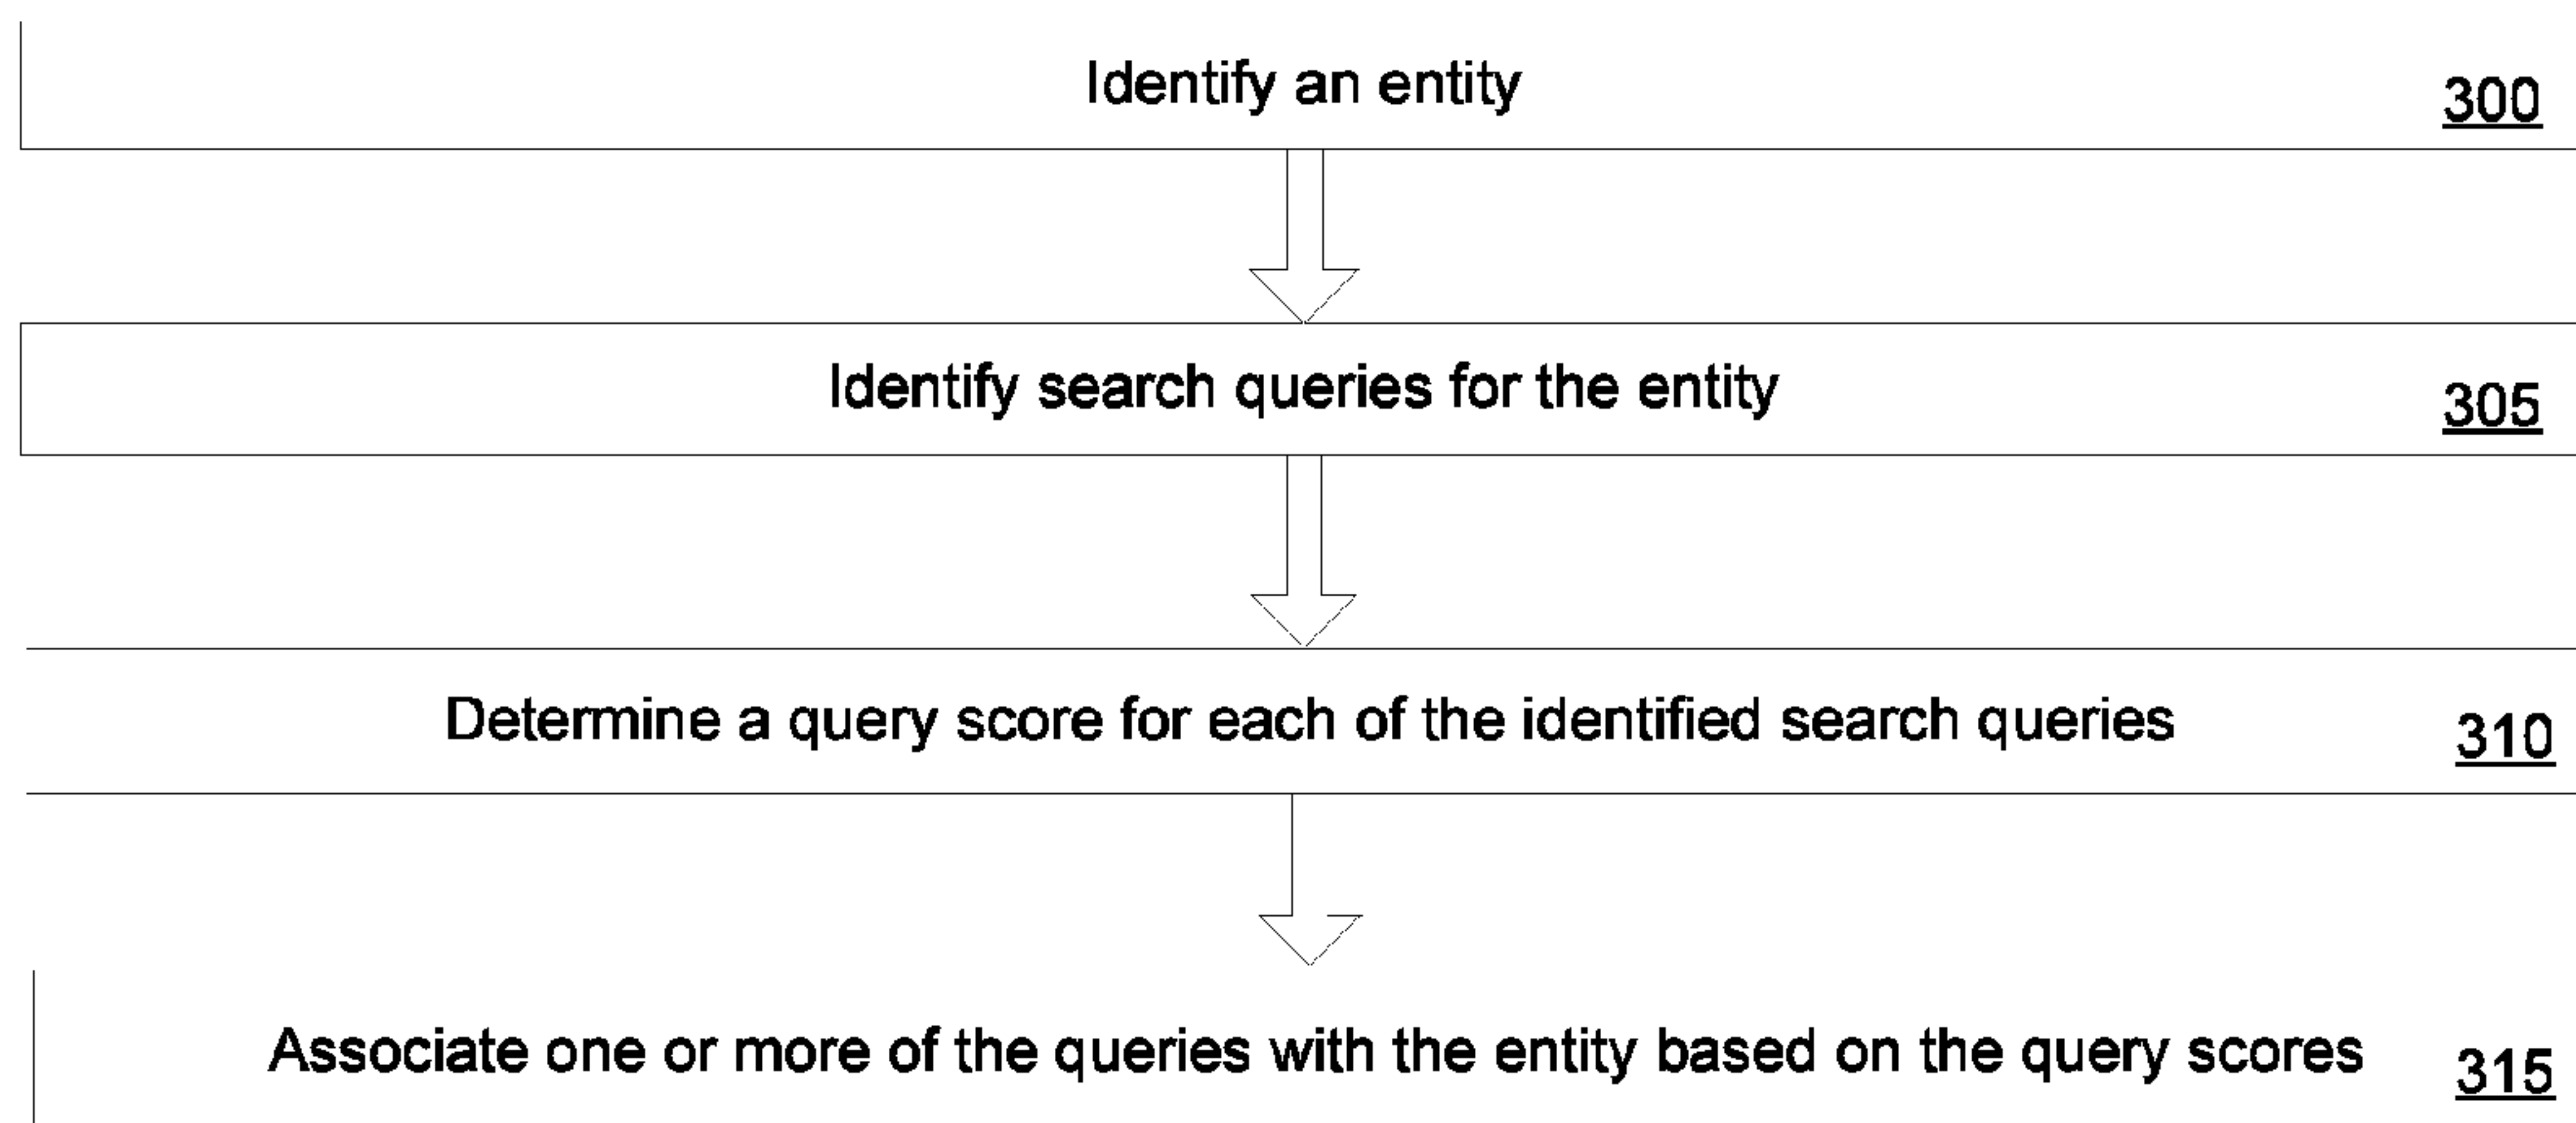 Identify an entity
300
Identify search queries for the entity
305
Determine a query score for each of the identified search queries
310
Associate one or more of the queries with the entity based on the query scores
315